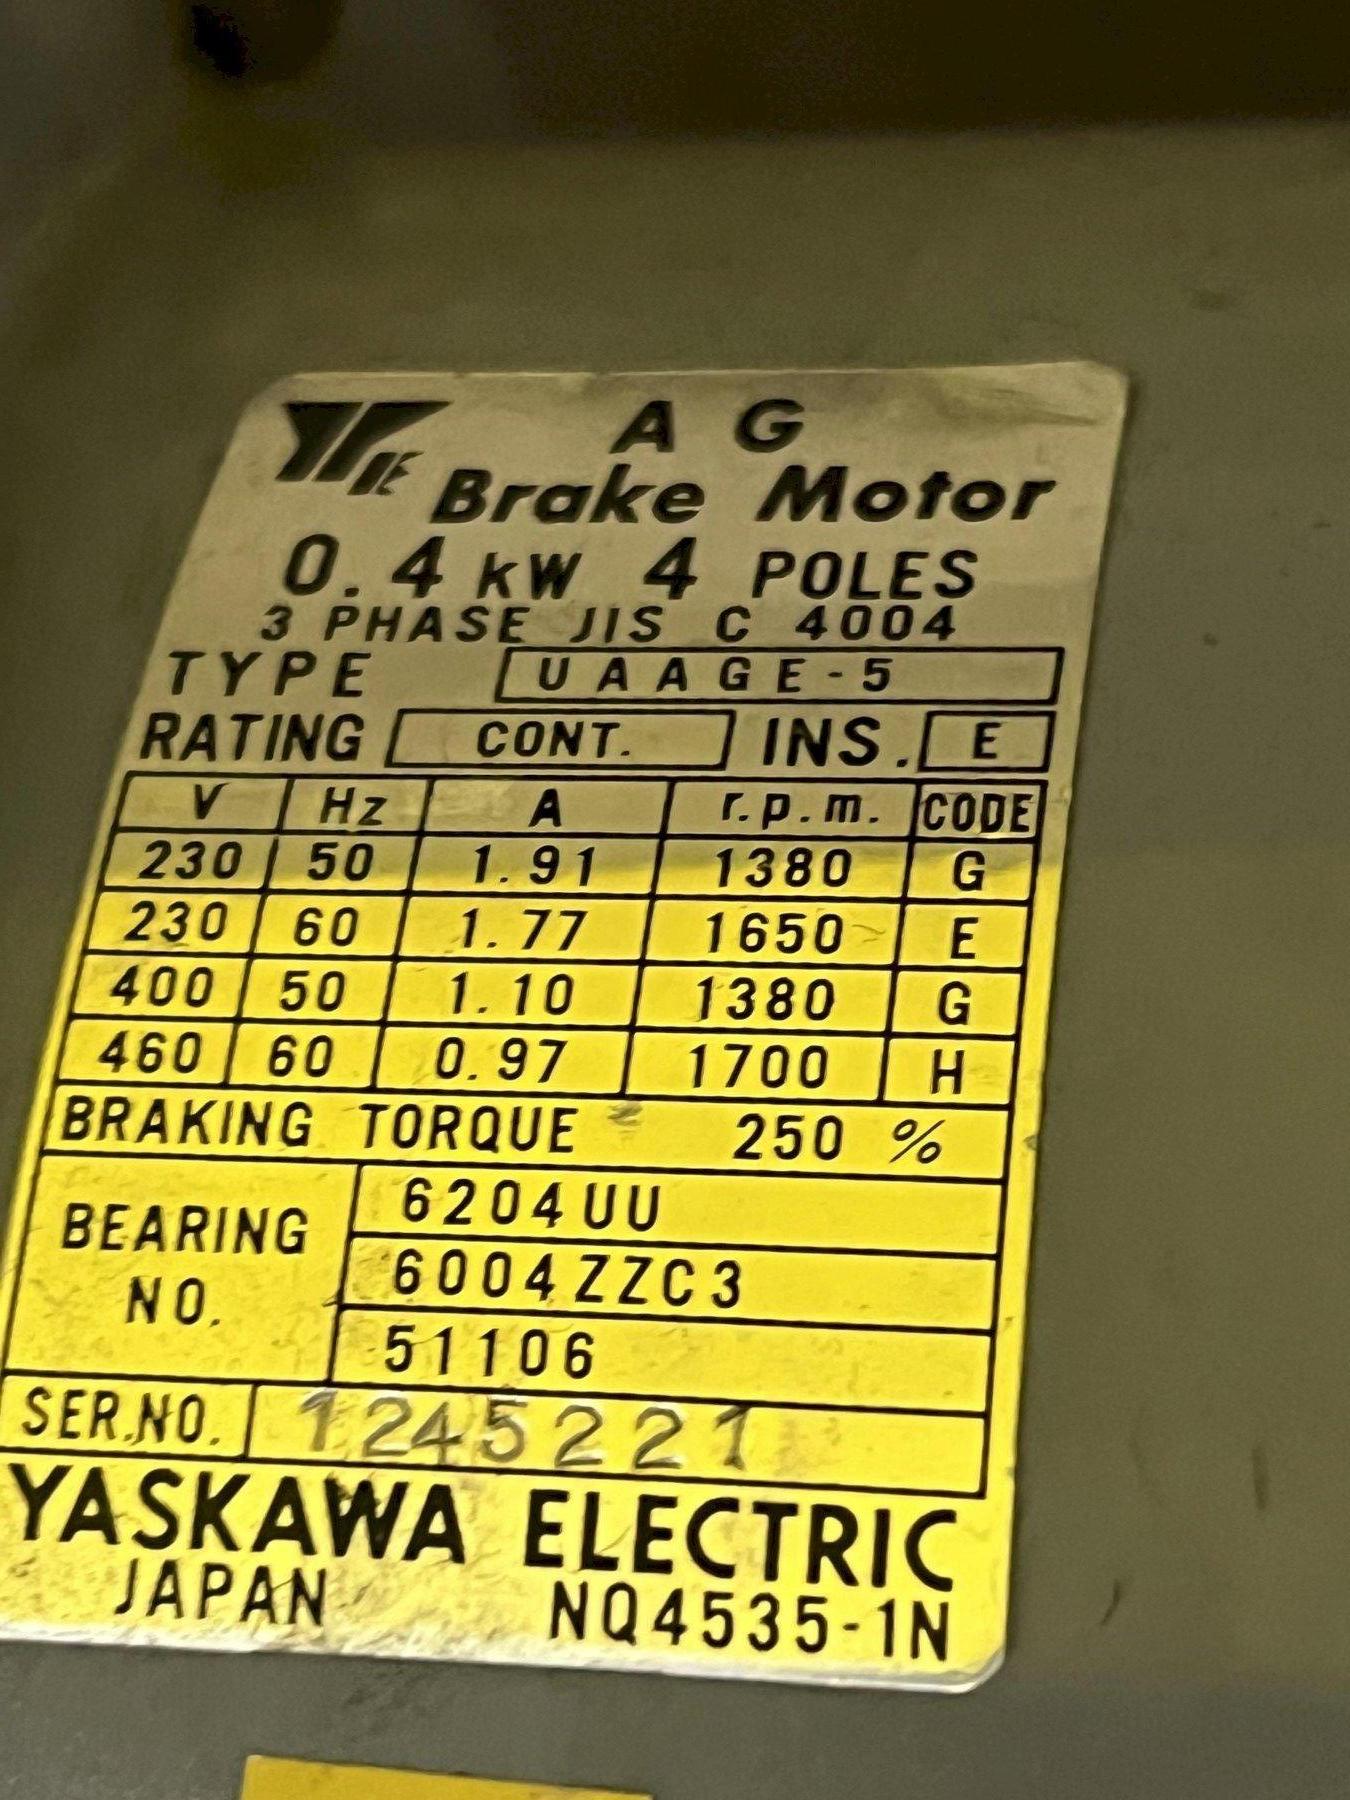 YE A G
Brake Motor
0.4 kW 4 POLES
3 PHASE JIS C 4004
TYPE UAAGE-5
RATING CONT. INS. E
V Hz A r.p.m. CODE
230 50 1.91 1380 G
230 60 1.77 1650 E
400 50 1.10 1380 G
460 60 0.97 1700 H
BRAKING TORQUE 250 %
BEARING NO.
6204UU
6004ZZC3
51106
SER.NO. 1245221
YASKAWA ELECTRIC
JAPAN NQ4535-1N